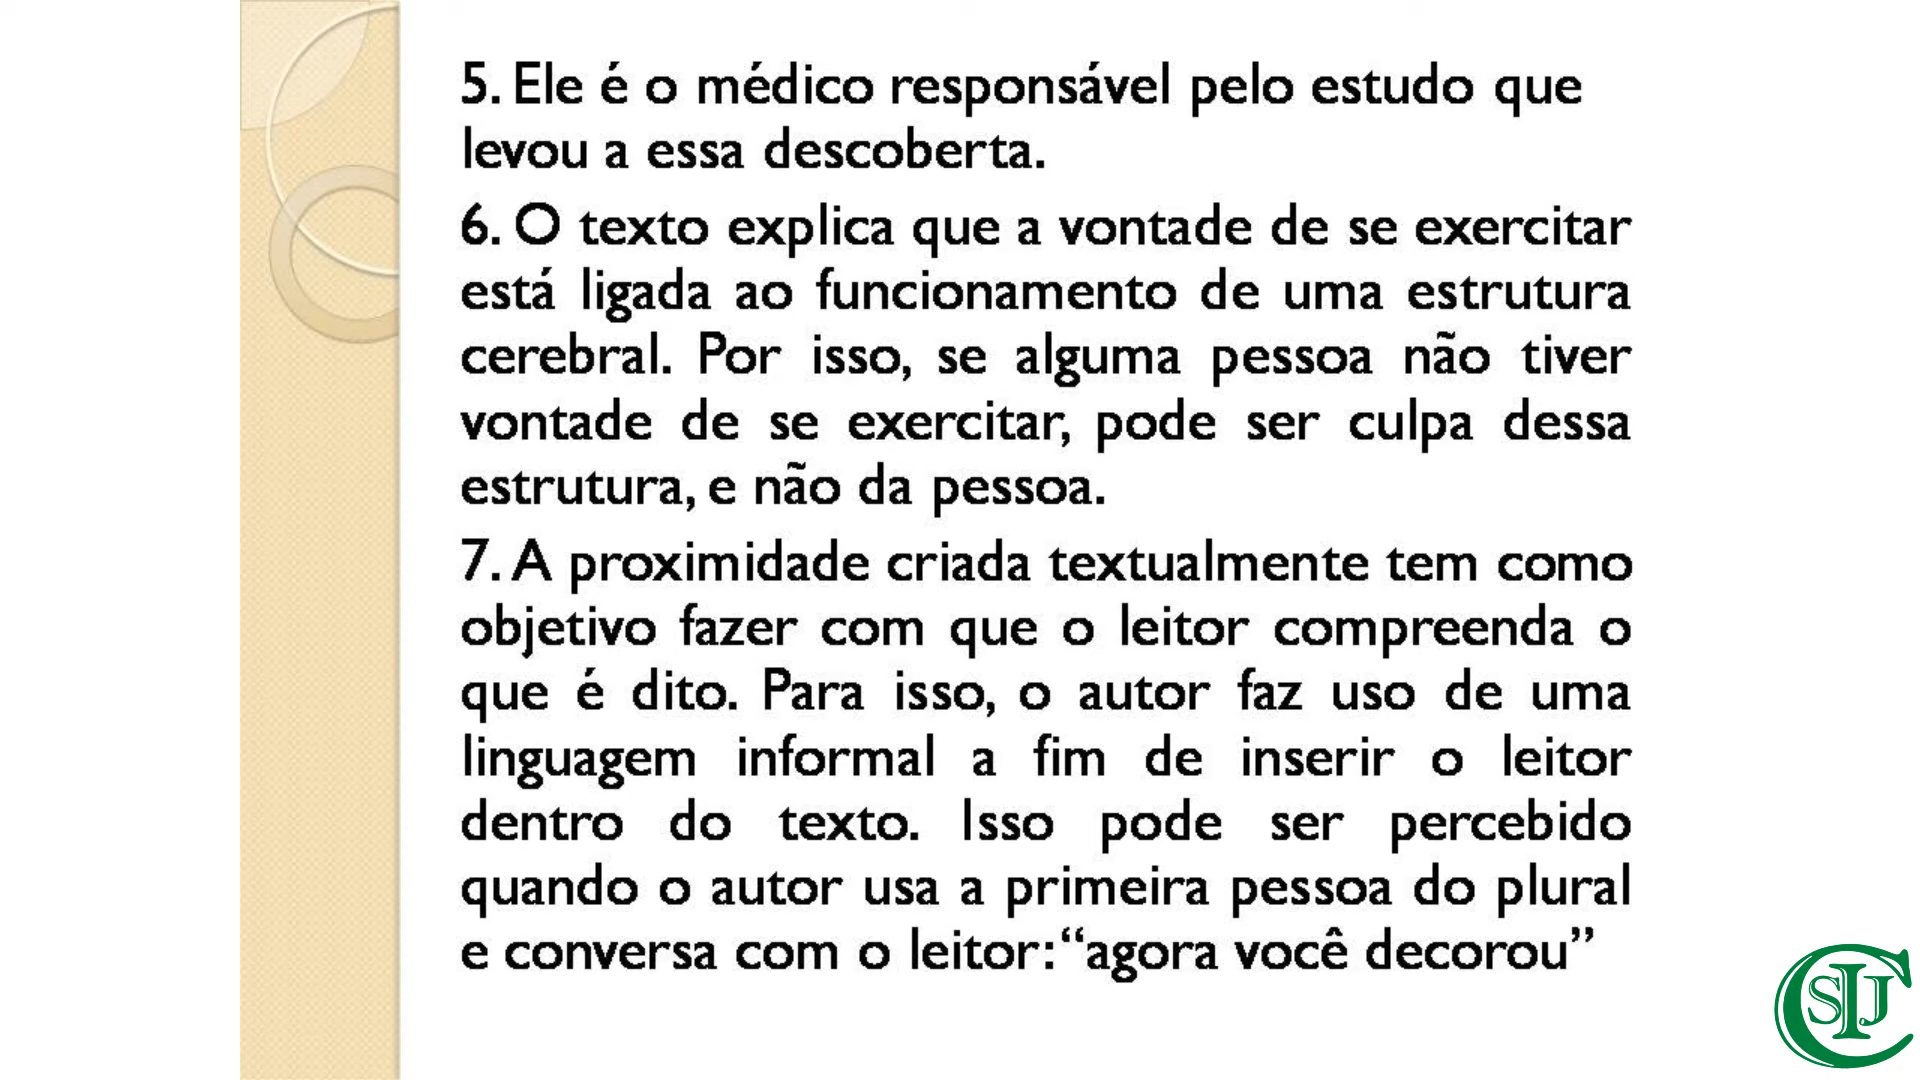 5. Ele é o médico responsável pelo estudo que
levou a essa descoberta.
6. O texto explica que a vontade de se exercitar
está ligada ao funcionamento de uma estrutura
cerebral. Por isso, se alguma pessoa não tiver
vontade de se exercitar, pode ser culpa dessa
estrutura, e não da pessoa.
7. A proximidade criada textualmente tem como
objetivo fazer com que o leitor compreenda o
que é dito. Para isso, o autor faz uso de uma
linguagem informal a fim de inserir o leitor
dentro do texto. Isso pode ser percebido
quando o autor usa a primeira pessoa do plural
e conversa com o leitor: “agora você decorou”
CSIJ